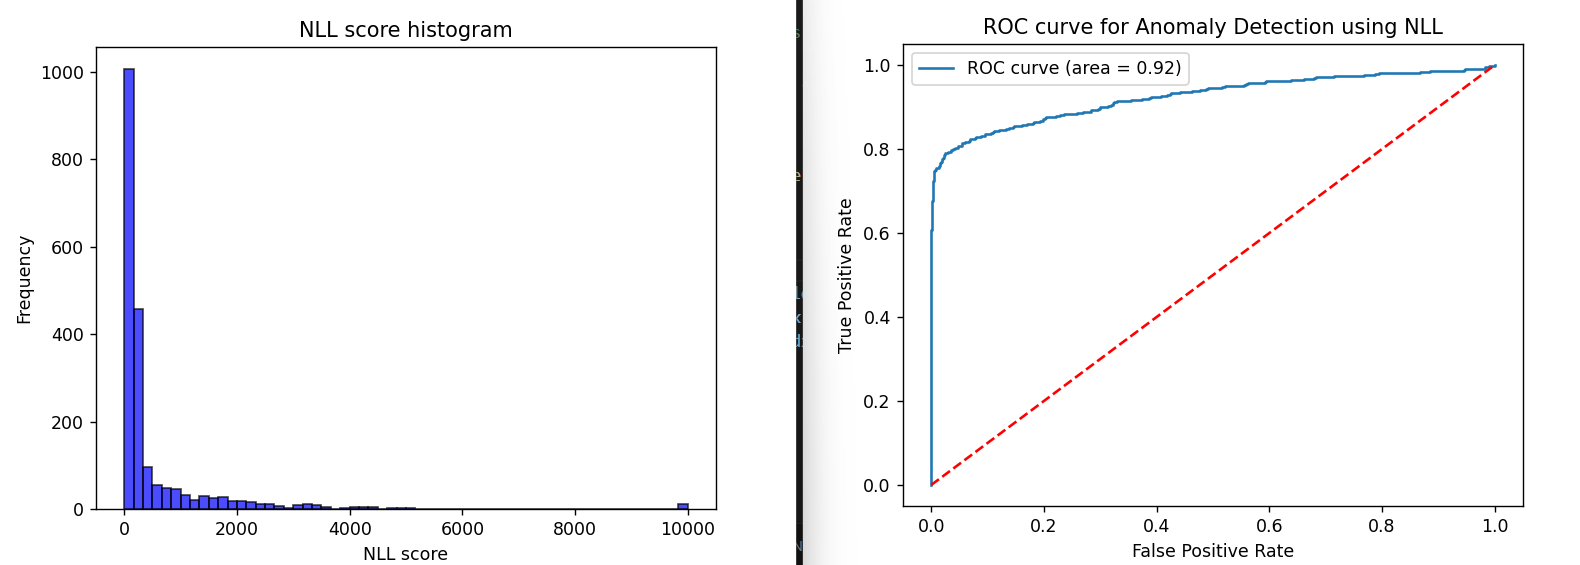 NLL score histogram
1000
800
600
400
200
0
Frequency
0 2000 4000 6000 8000 10000
NLL score
ROC curve for Anomaly Detection using NLL
ROC curve (area = 0.92)
1.0
0.8
0.6
0.4
0.2
0.0
True Positive Rate
0.0 0.2 0.4 0.6 0.8 1.0
False Positive Rate